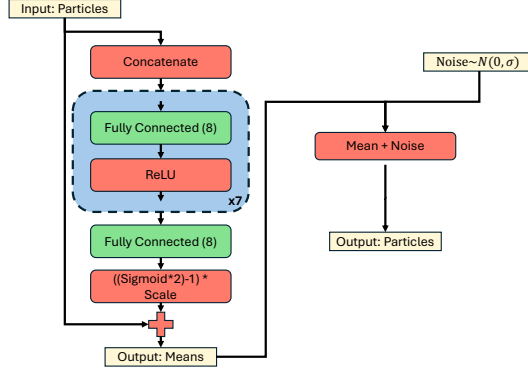 Input: Particles
Concatenate
Fully Connected (8)
ReLU
x7
Fully Connected (8)
((Sigmoid*2)-1) *
Scale
Output: Means
Noise~N(0, σ)
Mean + Noise
Output: Particles